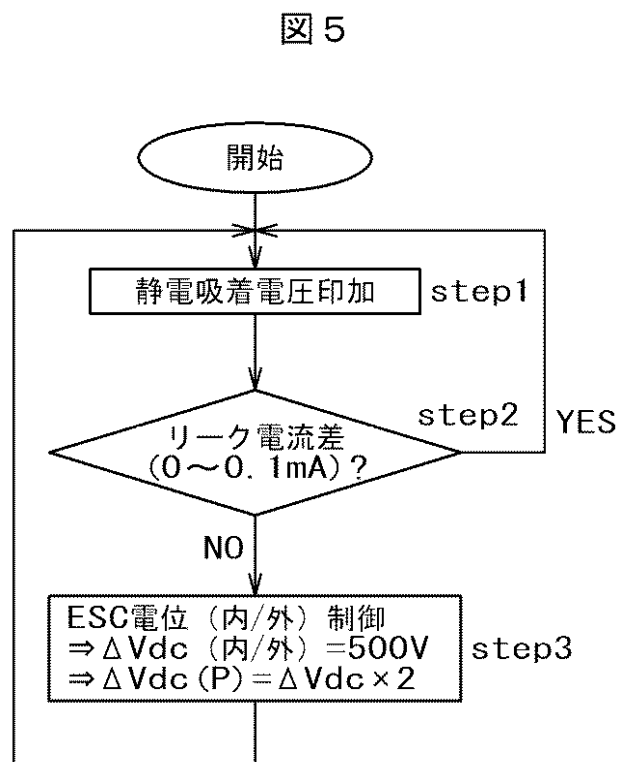 図5
開始
静電吸着電圧印加 step1
step2
YES
リーク電流差
(0～0.1mA)?
NO
ESC電位(内/外)制御
⇒ΔVdc(内/外)=500V
⇒ΔVdc(P)=ΔVdc×2
step3